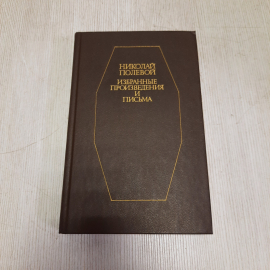 НИКОЛАЙ
ПОЛЕВОЙ
ИЗБРАННЫЕ
ПРОИЗВЕДЕНИЯ
И
ПИСЬМА